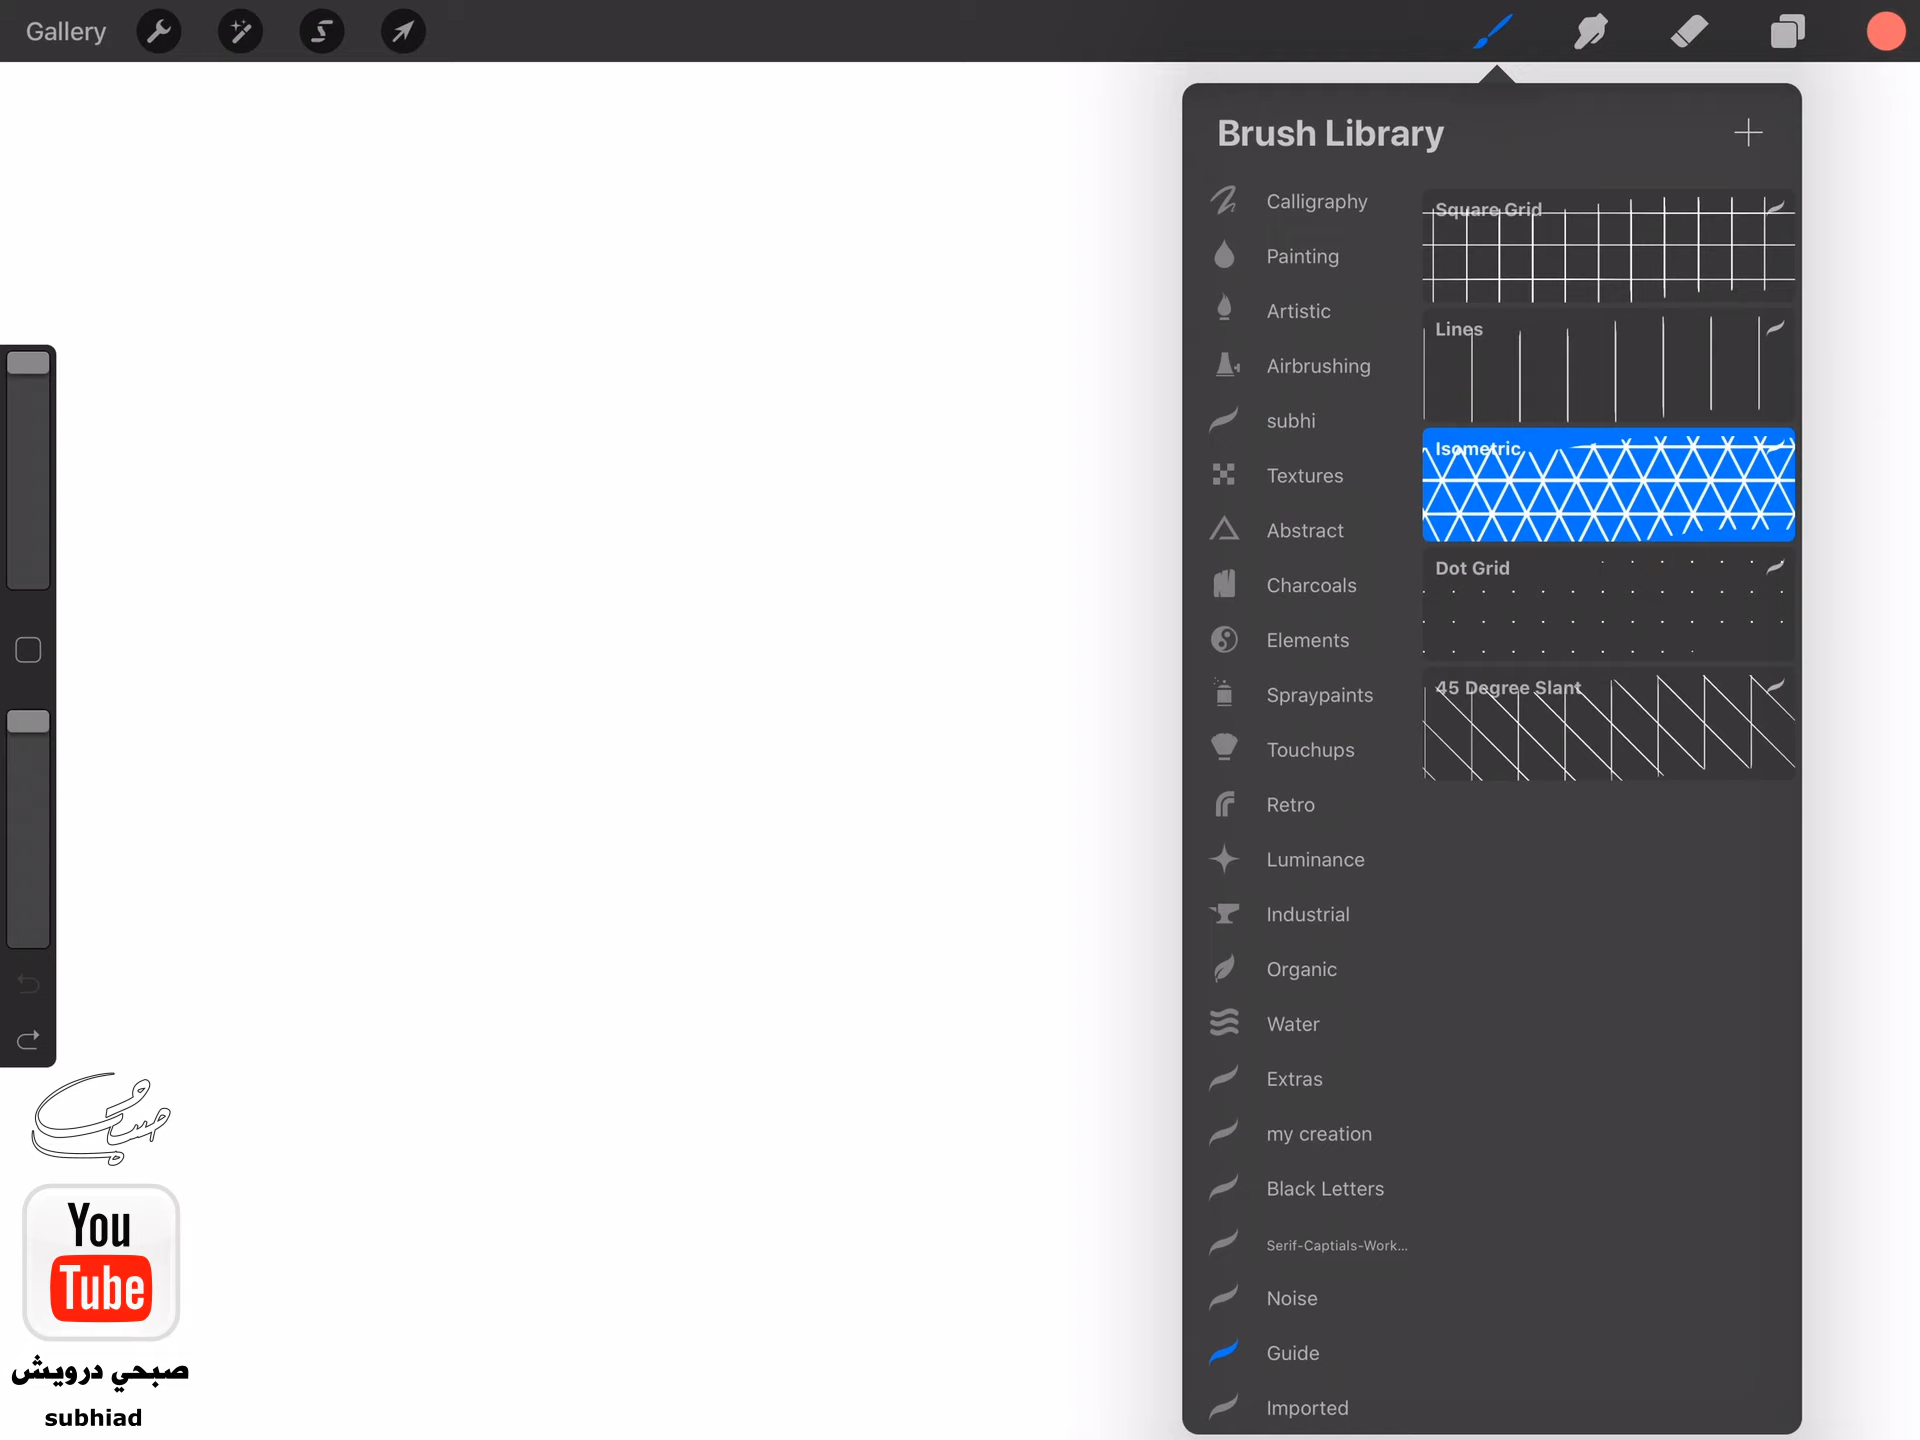 Gallery
Brush Library
Calligraphy
Painting
Artistic
Airbrushing
subhi
Textures
Abstract
Charcoals
Elements
Spraypaints
Touchups
Retro
Luminance
Industrial
Organic
Water
Extras
my creation
Black Letters
Serif-Captials-Work...
Noise
Guide
Imported
Square Grid
Lines
Isometric
Dot Grid
45 Degree Slant
You
Tube
صبحي درويش
subhiad